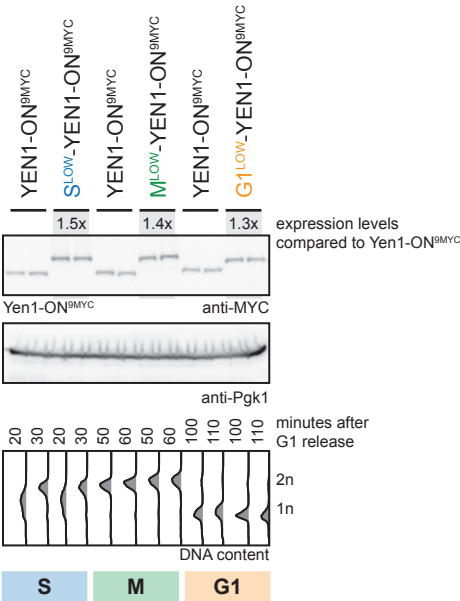 YEN1-ON9MYC
SLOW-YEN1-ON9MYC
YEN1-ON9MYC
MLOW-YEN1-ON9MYC
YEN1-ON9MYC
G1LOW-YEN1-ON9MYC
1.5x 1.4x 1.3x expression levels
compared to Yen1-ON9MYC
Yen1-ON9MYC anti-MYC
anti-Pgk1
20 30 20 30 50 60 50 60 100 110 100 110 minutes after
G1 release
2n
1n
DNA content
S M G1